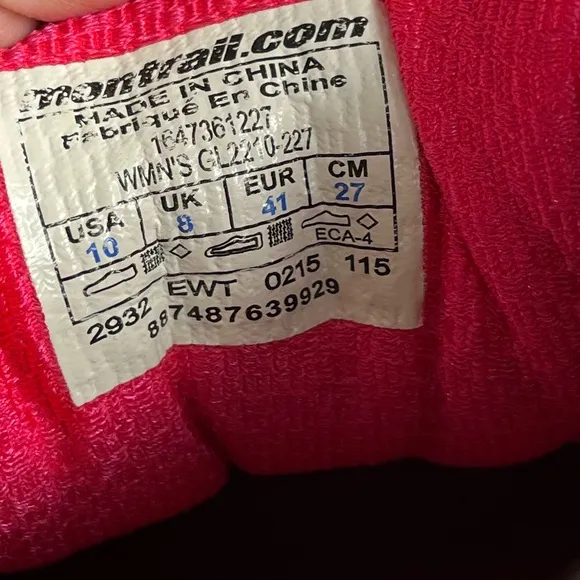 montrail.com
MADE IN CHINA
Fabriqué En Chine
1647361227
WMN'S GL2210-227
USA UK EUR CM
10 8 41 27
ECA-4
2932 EWT 0215 115
887487639929